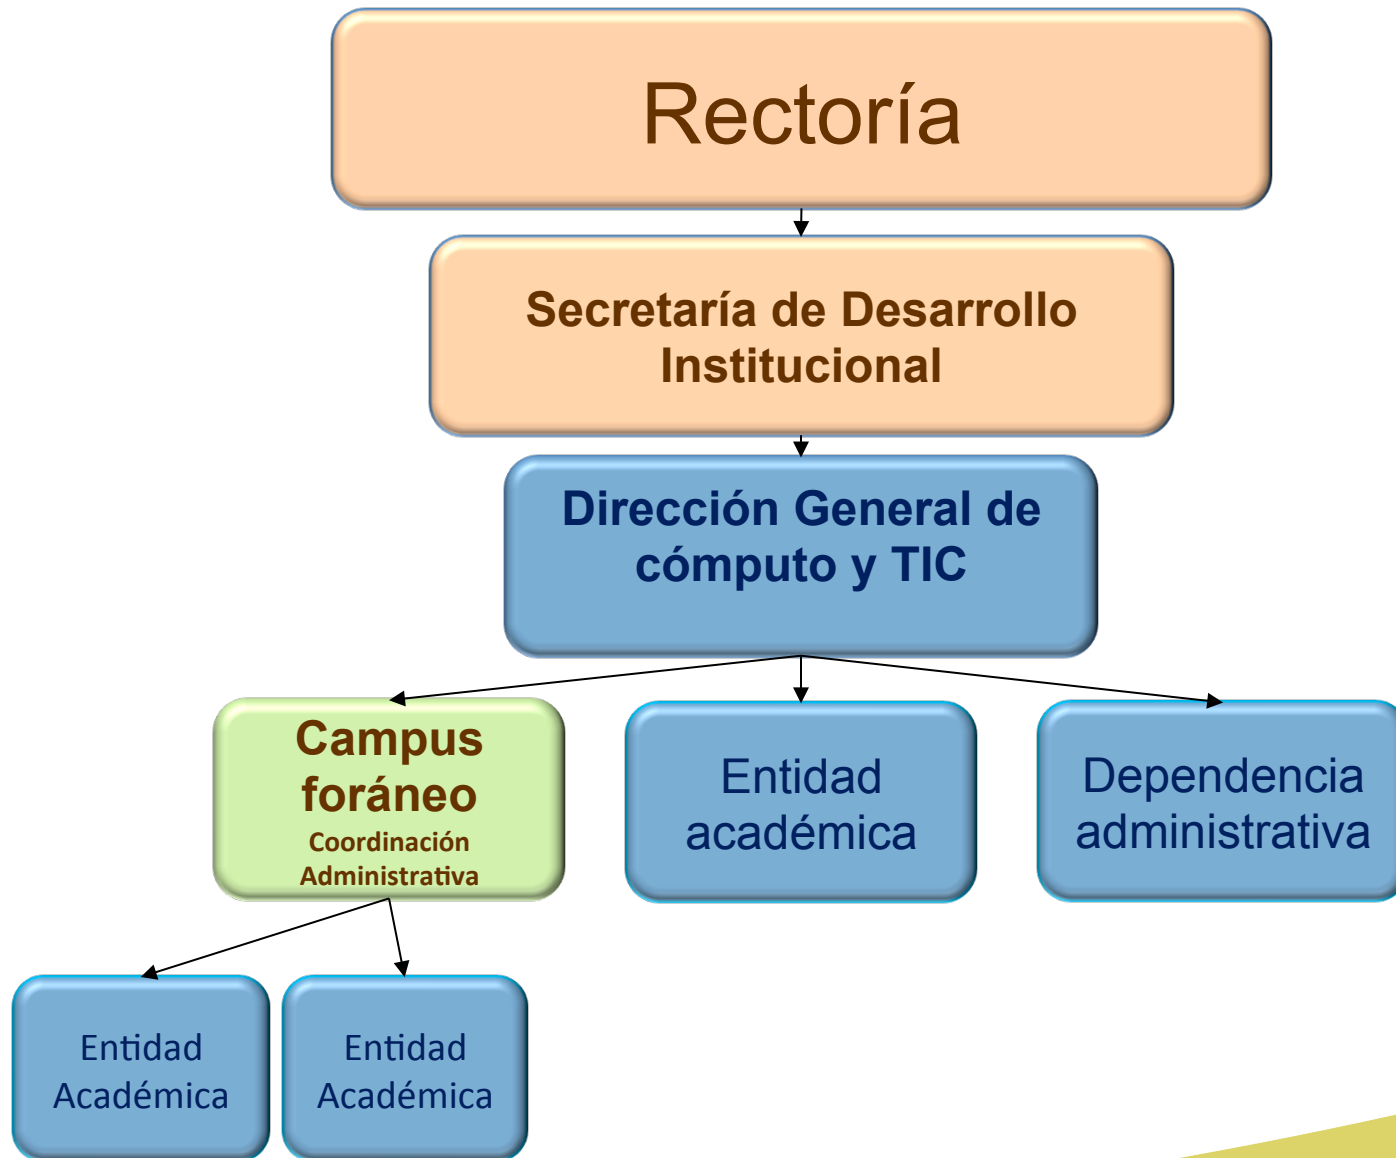 Rectoría
Secretaría de Desarrollo
Institucional
Dirección General de
cómputo y TIC
Campus
foráneo
Coordinación
Administrativa
Entidad
académica
Dependencia
administrativa
Entidad
Académica
Entidad
Académica